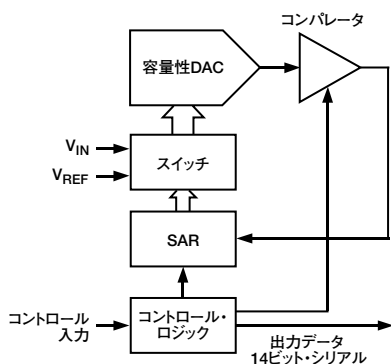 コンパレータ
容量性DAC
VIN
VREF
スイッチ
SAR
コントロール
入力
コントロール・
ロジック
出力データ
14ビット・シリアル